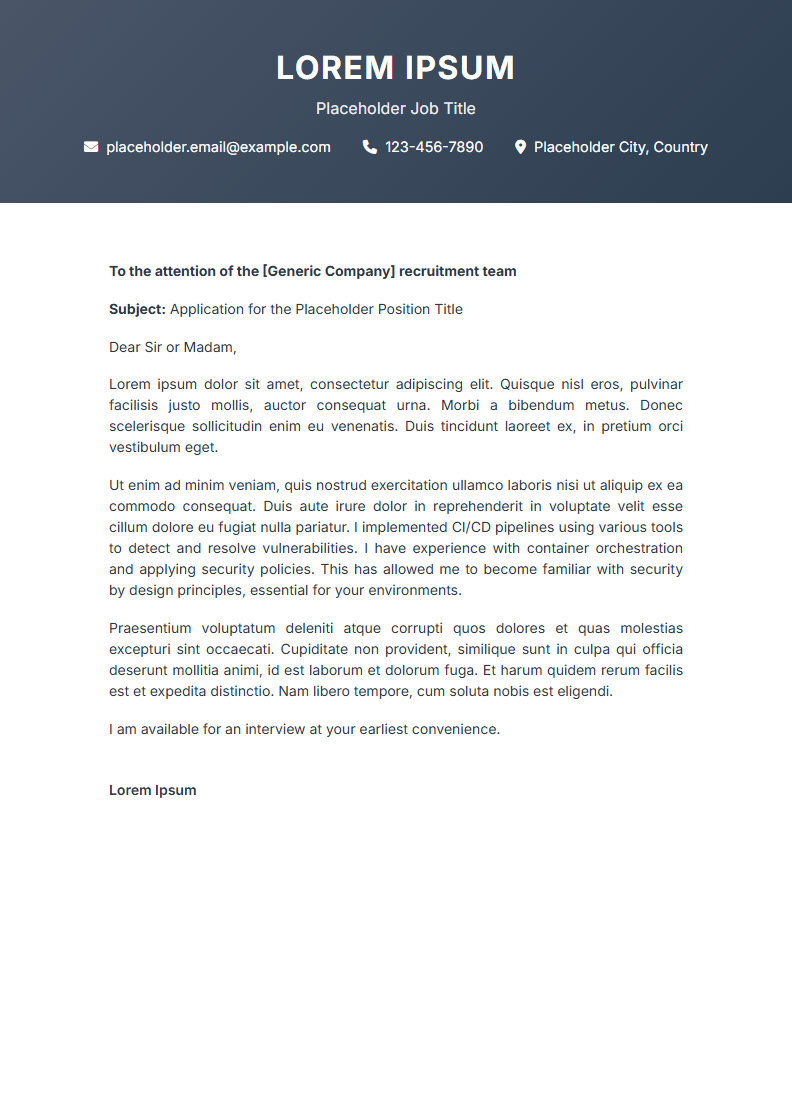 LOREM IPSUM
Placeholder Job Title
placeholder.email@example.com 123-456-7890 Placeholder City, Country
To the attention of the [Generic Company] recruitment team
Subject: Application for the Placeholder Position Title
Dear Sir or Madam,
Lorem ipsum dolor sit amet, consectetur adipiscing elit. Quisque nisl eros, pulvinar
facilisis justo mollis, auctor consequat urna. Morbi a bibendum metus. Donec
scelerisque sollicitudin enim eu venenatis. Duis tincidunt laoreet ex, in pretium orci
vestibulum eget.
Ut enim ad minim veniam, quis nostrud exercitation ullamco laboris nisi ut aliquip ex ea
commodo consequat. Duis aute irure dolor in reprehenderit in voluptate velit esse
cillum dolore eu fugiat nulla pariatur. I implemented CI/CD pipelines using various tools
to detect and resolve vulnerabilities. I have experience with container orchestration
and applying security policies. This has allowed me to become familiar with security
by design principles, essential for your environments.
Praesentium voluptatum deleniti atque corrupti quos dolores et quas molestias
excepturi sint occaecati. Cupiditate non provident, similique sunt in culpa qui officia
deserunt mollitia animi, id est laborum et dolorum fuga. Et harum quidem rerum facilis
est et expedita distinctio. Nam libero tempore, cum soluta nobis est eligendi.
I am available for an interview at your earliest convenience.
Lorem Ipsum